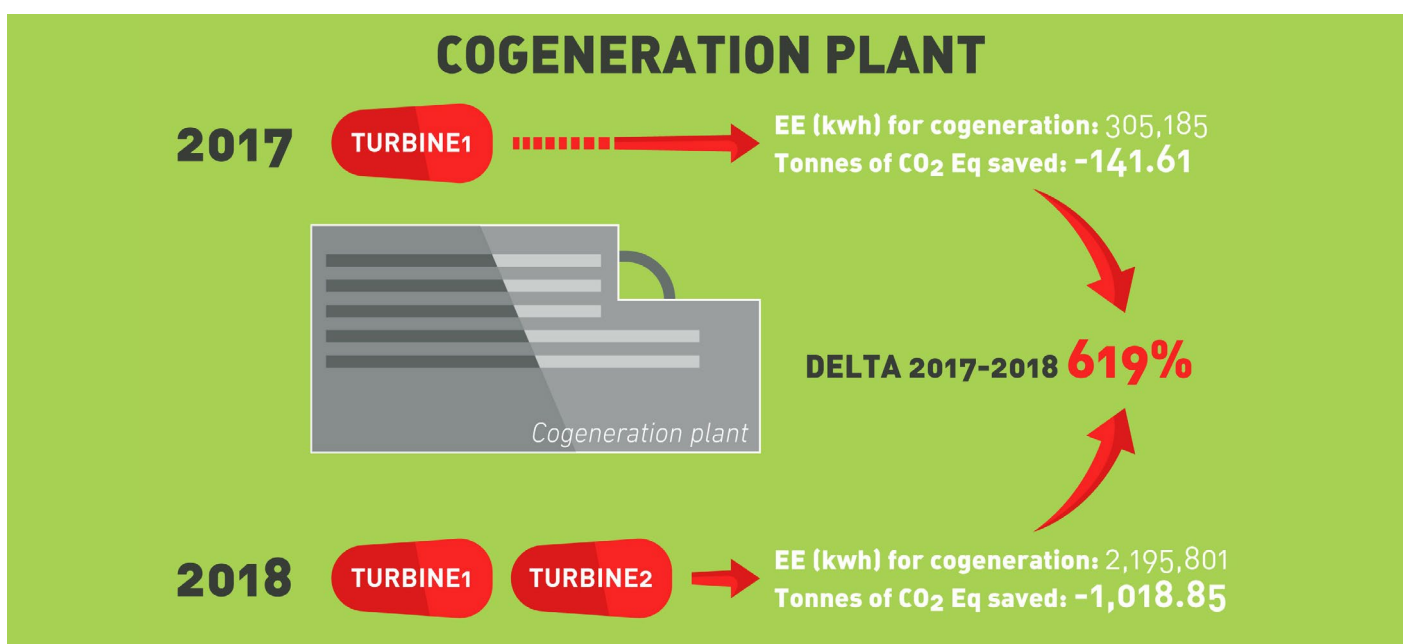 COGENERATION PLANT
2017
TURBINE1
EE (kwh) for cogeneration: 305,185
Tonnes of CO₂ Eq saved: -141.61
Cogeneration plant
DELTA 2017-2018 619%
2018
TURBINE1
TURBINE2
EE (kwh) for cogeneration: 2,195,801
Tonnes of CO₂ Eq saved: -1,018.85